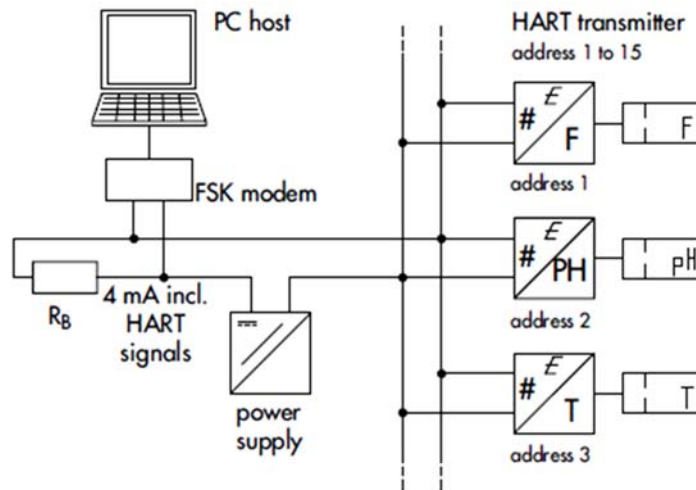 PC host
HART transmitter
address 1 to 15
# E F
F
address 1
FSK modem
# E PH
pH
address 2
RB
4 mA incl.
HART
signals
power
supply
# E T
T
address 3